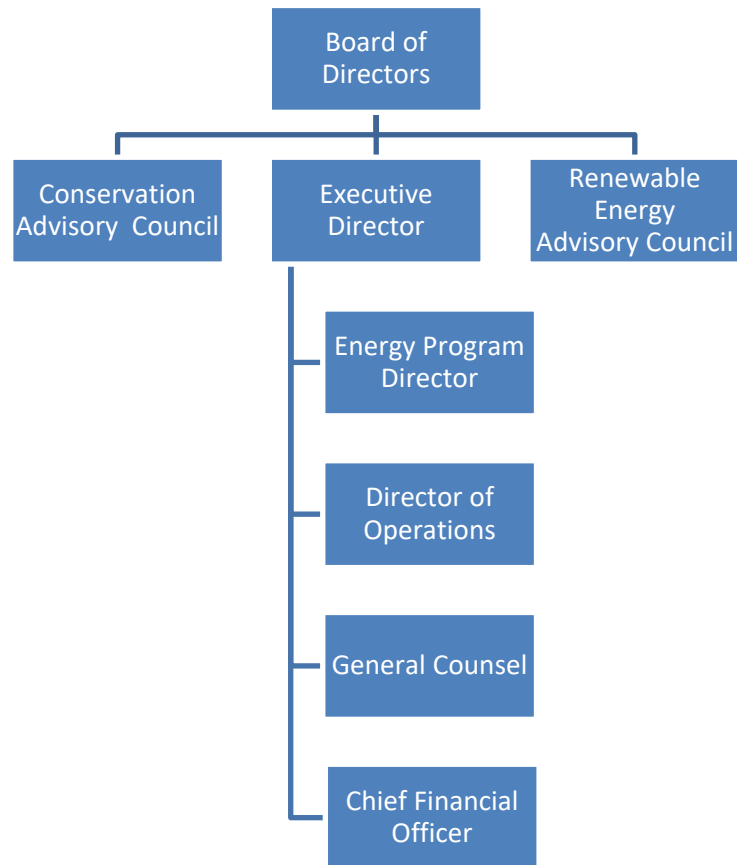 Board of
Directors
Conservation
Advisory  Council
Executive
Director
Renewable
Energy
Advisory Council
Energy Program
Director
Director of
Operations
General Counsel
Chief Financial
Officer